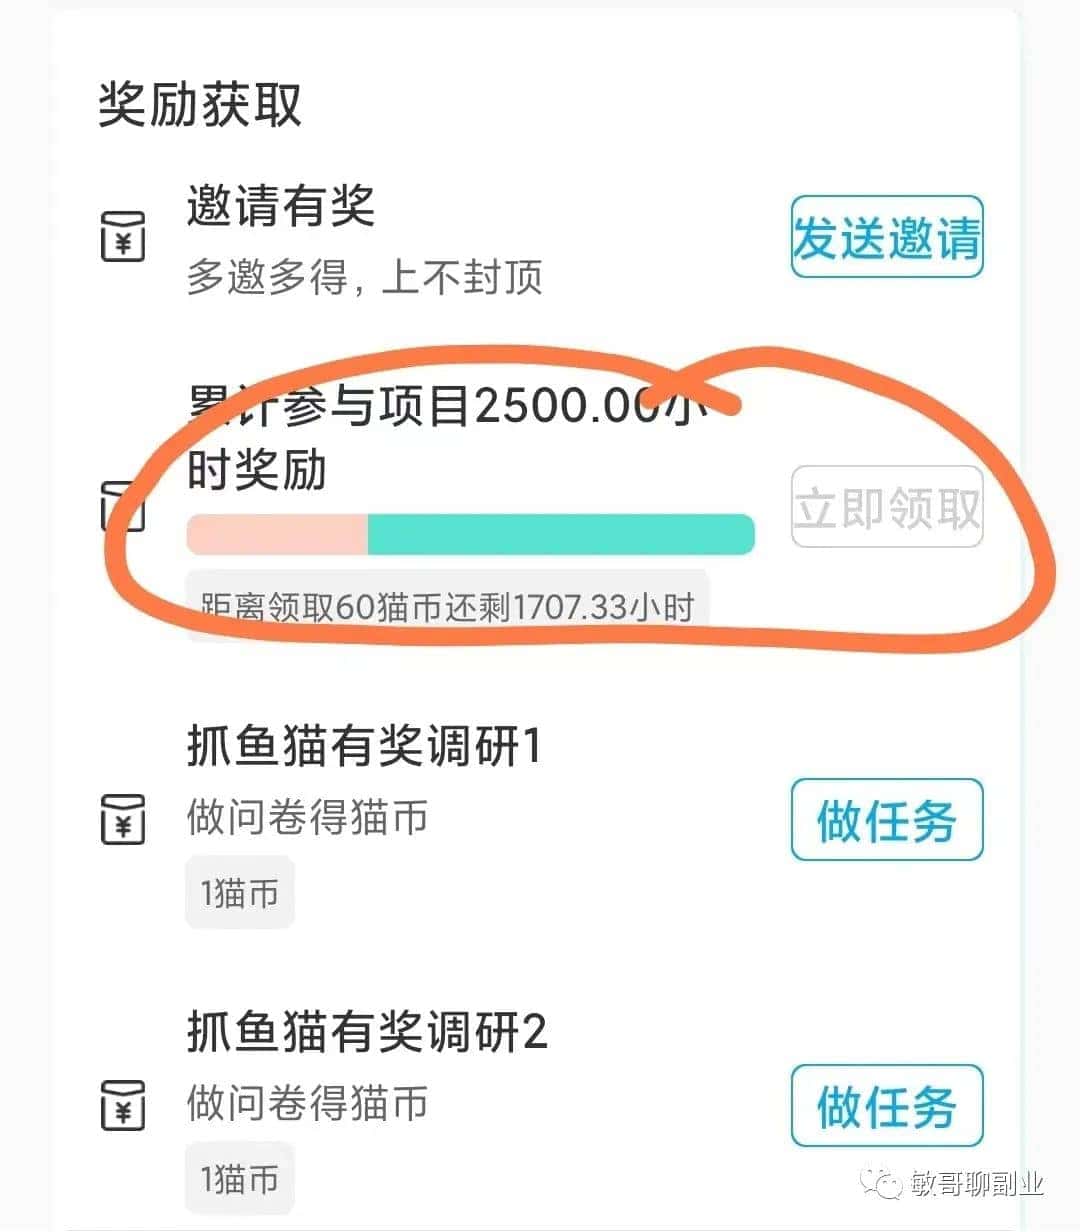 奖励获取
邀请有奖
发送邀请
多邀多得，上不封顶
累计参与项目2500.00小
时奖励
立即领取
距离领取60猫币还剩1707.33小时
抓鱼猫有奖调研1
做问卷得猫币
做任务
1猫币
抓鱼猫有奖调研2
做问卷得猫币
做任务
1猫币
敏哥聊副业